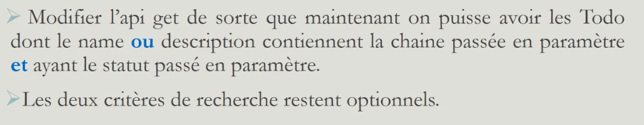 ➢ Modifier l'api get de sorte que maintenant on puisse avoir les Todo
dont le name ou description contiennent la chaine passée en paramètre
et ayant le statut passé en paramètre.
➢Les deux critères de recherche restent optionnels.